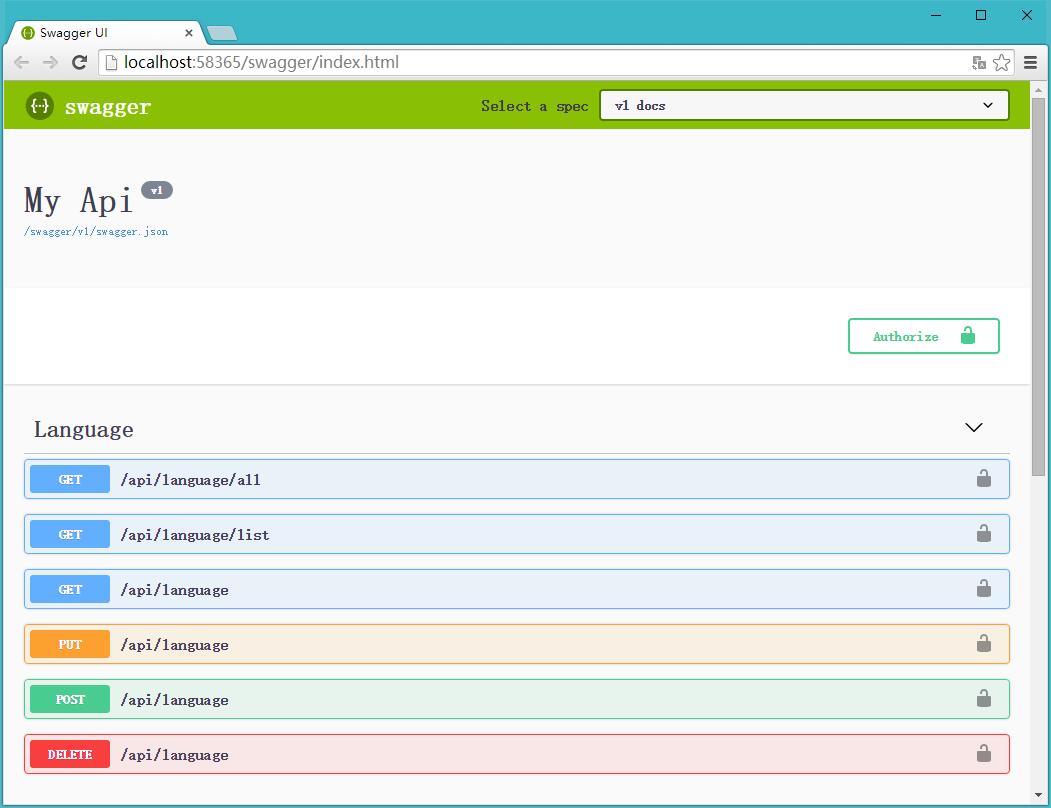 Swagger UI
localhost:58365/swagger/index.html
{··} swagger
Select a spec
v1 docs
My Api v1
/swagger/v1/swagger.json
Authorize
Language
GET /api/language/all
GET /api/language/list
GET /api/language
PUT /api/language
POST /api/language
DELETE /api/language